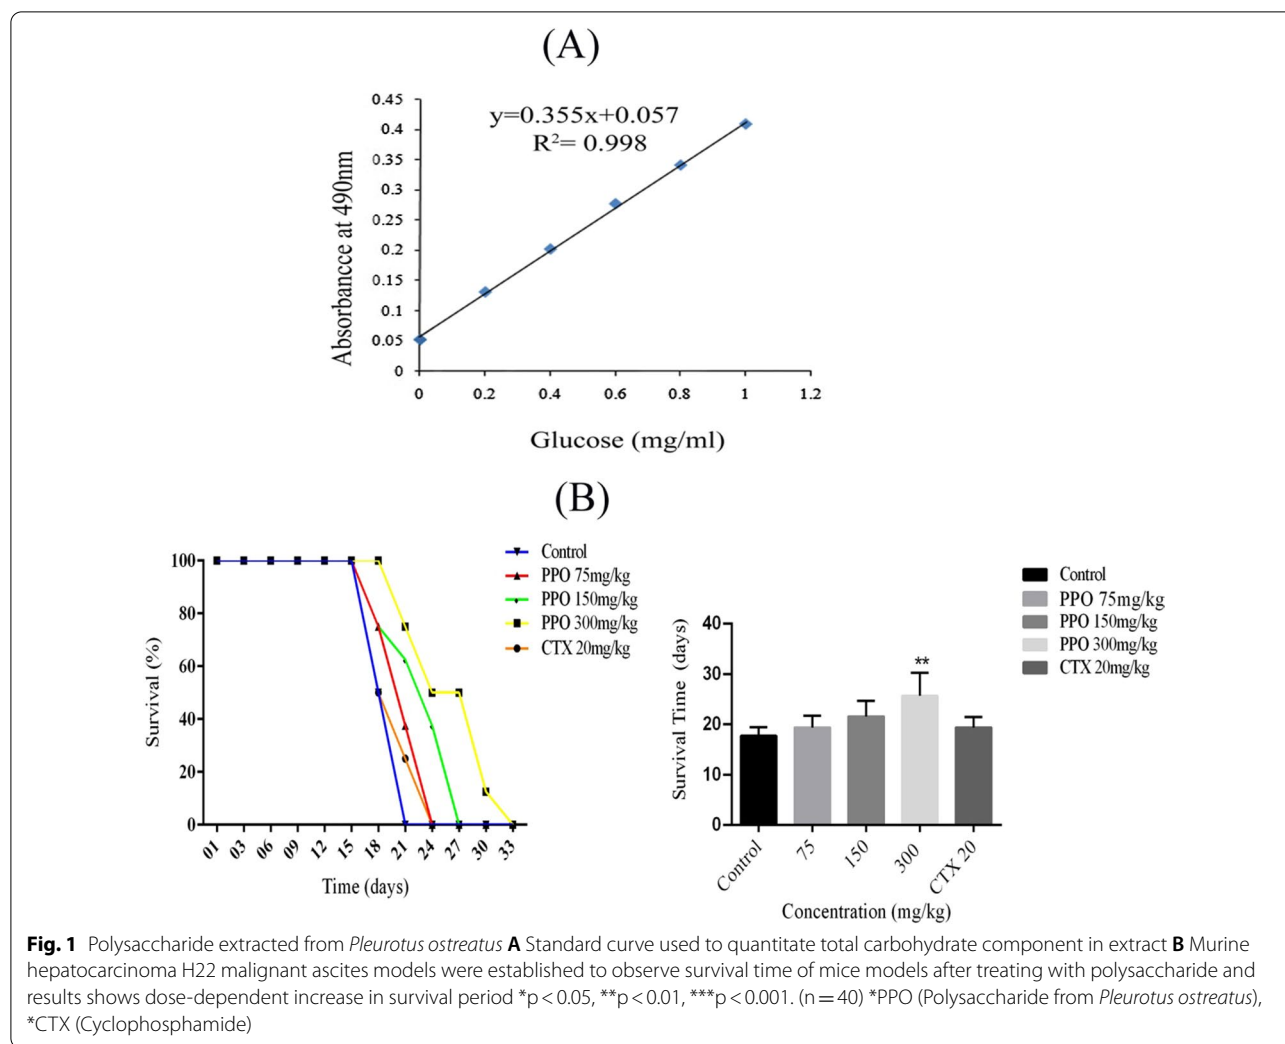 (A)
y=0.355x+0.057
R²= 0.998
0.45
0.4
0.35
0.3
0.25
0.2
0.15
0.1
0.05
0
Absorbancce at 490nm
0 0.2 0.4 0.6 0.8 1 1.2
Glucose (mg/ml)
(B)
Control
PPO 75mg/kg
PPO 150mg/kg
PPO 300mg/kg
CTX 20mg/kg
100
80
60
40
20
0
Survival (%)
01 03 06 09 12 15 18 21 24 27 30 33
Time (days)
Control
PPO 75mg/kg
PPO 150mg/kg
PPO 300mg/kg
CTX 20mg/kg
40
30
20
10
0
Survival Time (days)
**
Control 75 150 300 CTX 20
Concentration (mg/kg)
Fig. 1 Polysaccharide extracted from Pleurotus ostreatus A Standard curve used to quantitate total carbohydrate component in extract B Murine
hepatocarcinoma H22 malignant ascites models were established to observe survival time of mice models after treating with polysaccharide and
results shows dose-dependent increase in survival period *p < 0.05, **p < 0.01, ***p < 0.001. (n = 40) *PPO (Polysaccharide from Pleurotus ostreatus),
*CTX (Cyclophosphamide)